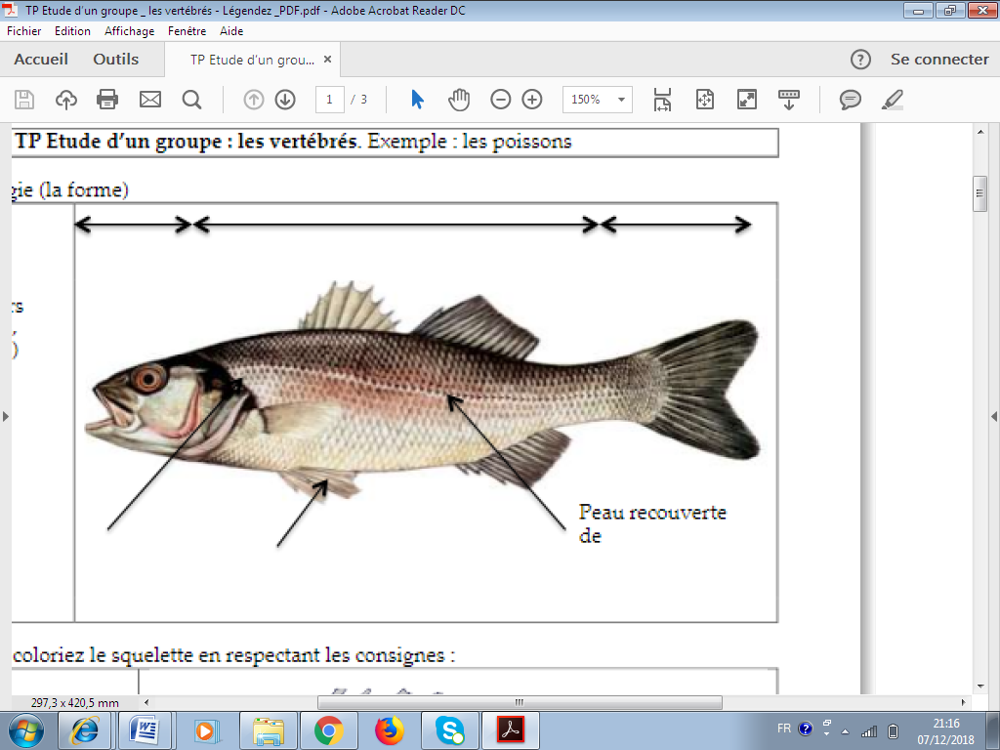 TP Etude d'un groupe _ les vertébrés - Légendez _PDF.pdf - Adobe Acrobat Reader DC
Fichier Edition Affichage Fenêtre Aide
Accueil Outils TP Etude d'un grou... × ? Se connecter
1 / 3 150%
TP Etude d'un groupe : les vertébrés. Exemple : les poissons
gie (la forme)
rs
,
)
Peau recouverte
de
coloriez le squelette en respectant les consignes :
297,3 x 420,5 mm
FR 21:16
07/12/2018